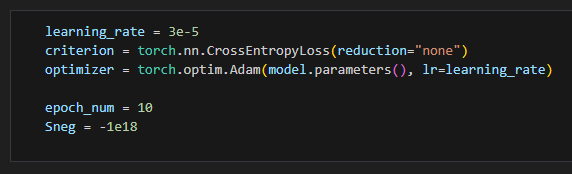 learning_rate = 3e-5
criterion = torch.nn.CrossEntropyLoss(reduction="none")
optimizer = torch.optim.Adam(model.parameters(), lr=learning_rate)
epoch_num = 10
Sneg = -1e18